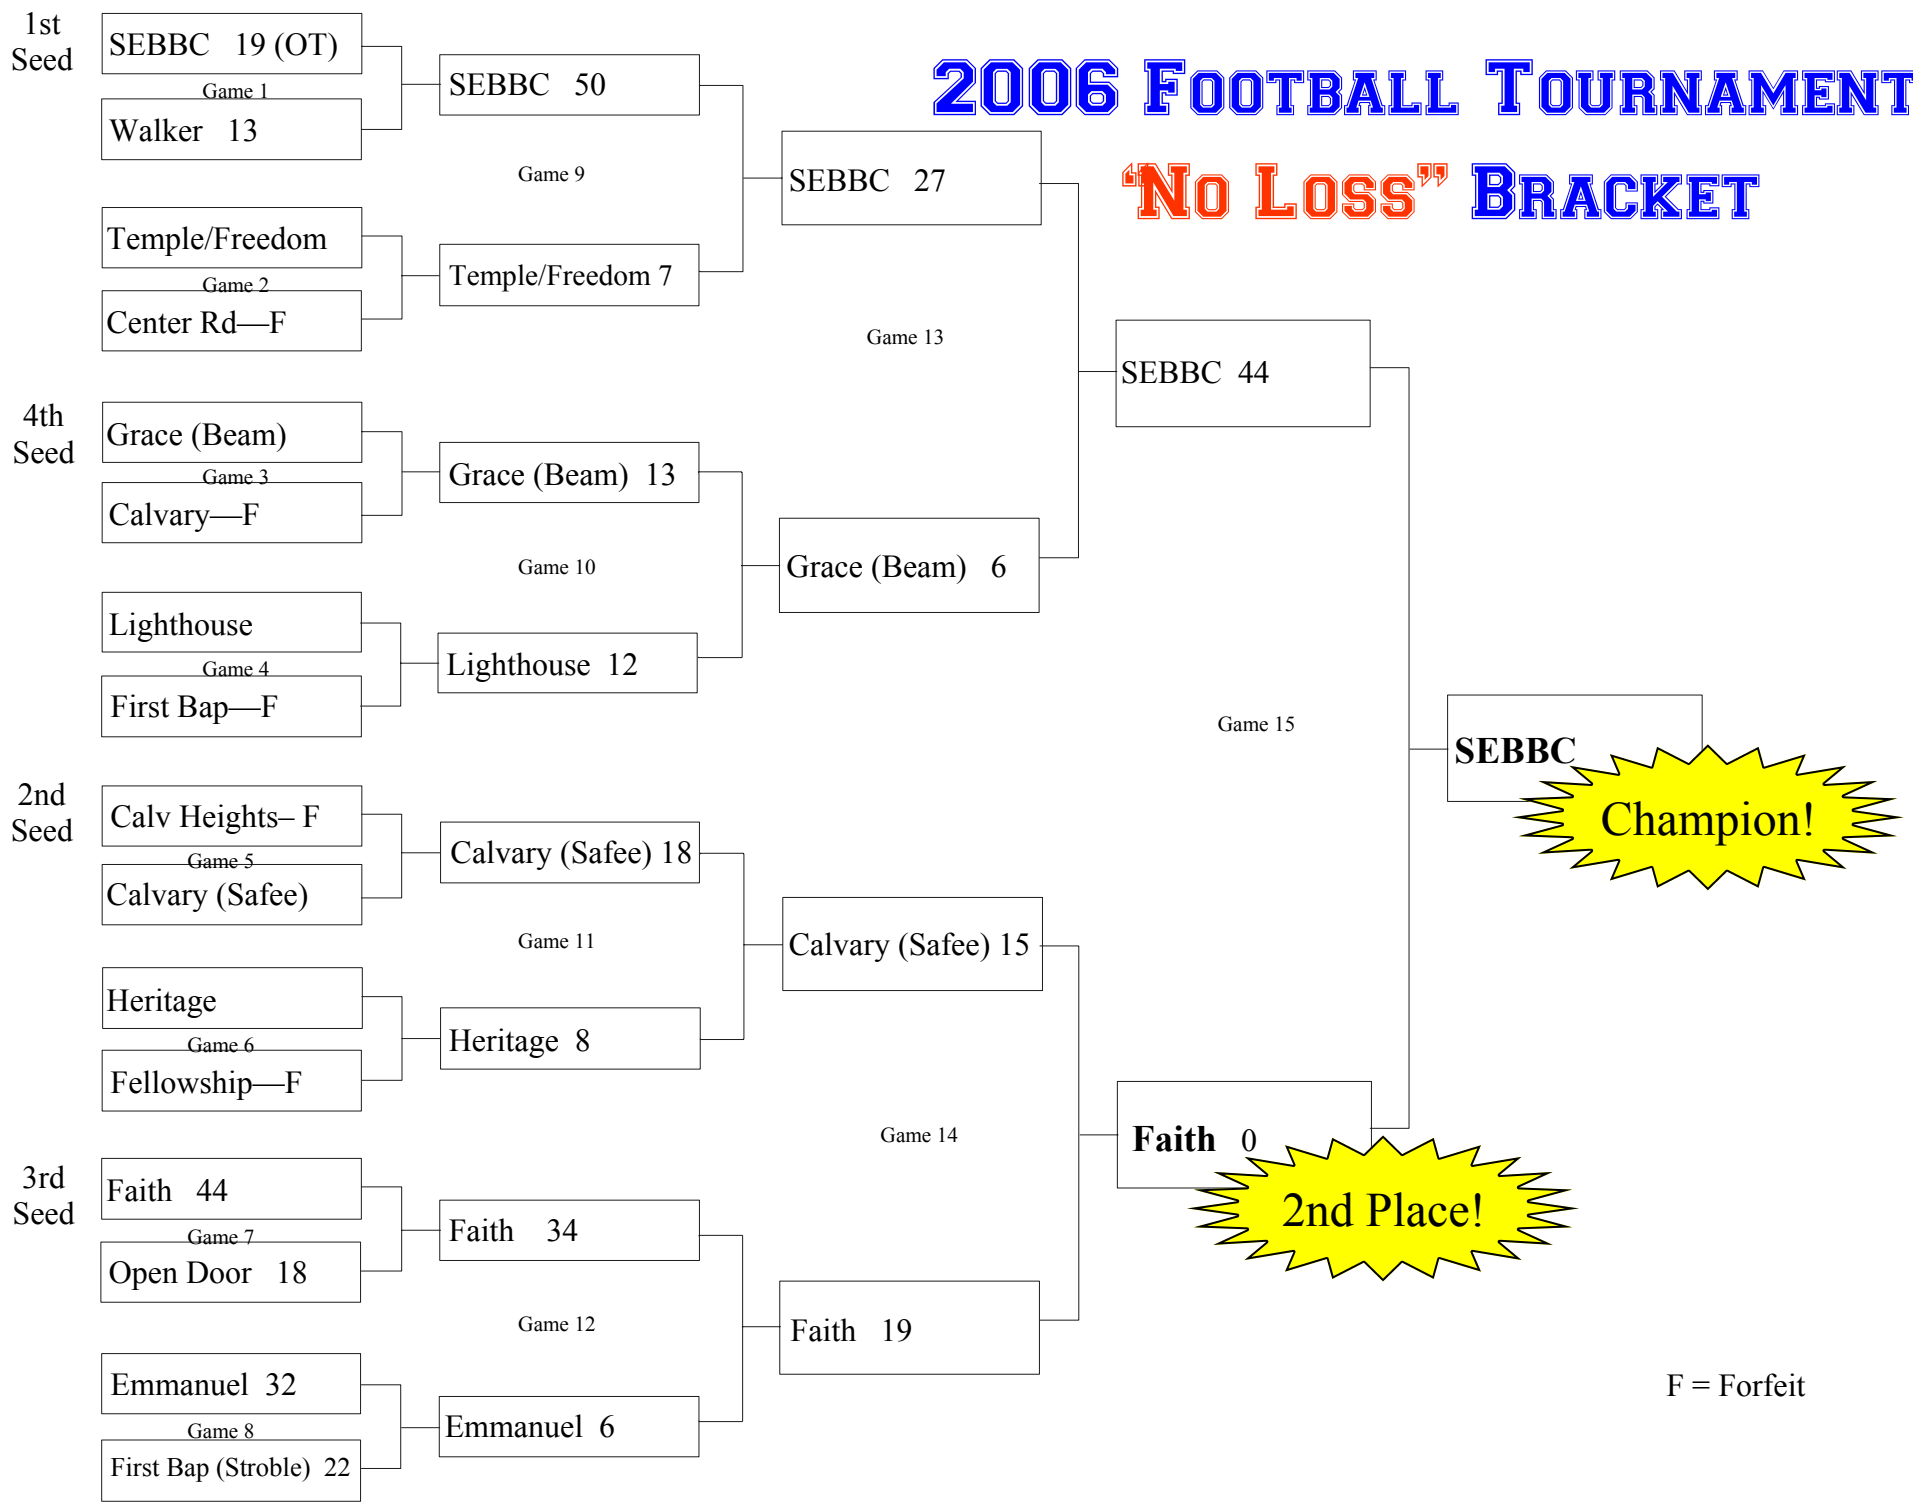 2006 Football Tournament
“No Loss” Bracket
1st
Seed
SEBBC 19 (OT)
Game 1
Walker 13
Temple/Freedom
Game 2
Center Rd—F
4th
Seed
Grace (Beam)
Game 3
Calvary—F
Lighthouse
Game 4
First Bap—F
2nd
Seed
Calv Heights– F
Game 5
Calvary (Safee)
Heritage
Game 6
Fellowship—F
3rd
Seed
Faith 44
Game 7
Open Door 18
Emmanuel 32
Game 8
First Bap (Stroble) 22
SEBBC 50
Game 9
Temple/Freedom 7
Grace (Beam) 13
Game 10
Lighthouse 12
Calvary (Safee) 18
Game 11
Heritage 8
Faith 34
Game 12
Emmanuel 6
SEBBC 27
Game 13
Grace (Beam) 6
Calvary (Safee) 15
Game 14
Faith 19
SEBBC 44
Game 15
Faith 0
2nd Place!
SEBBC
Champion!
F = Forfeit